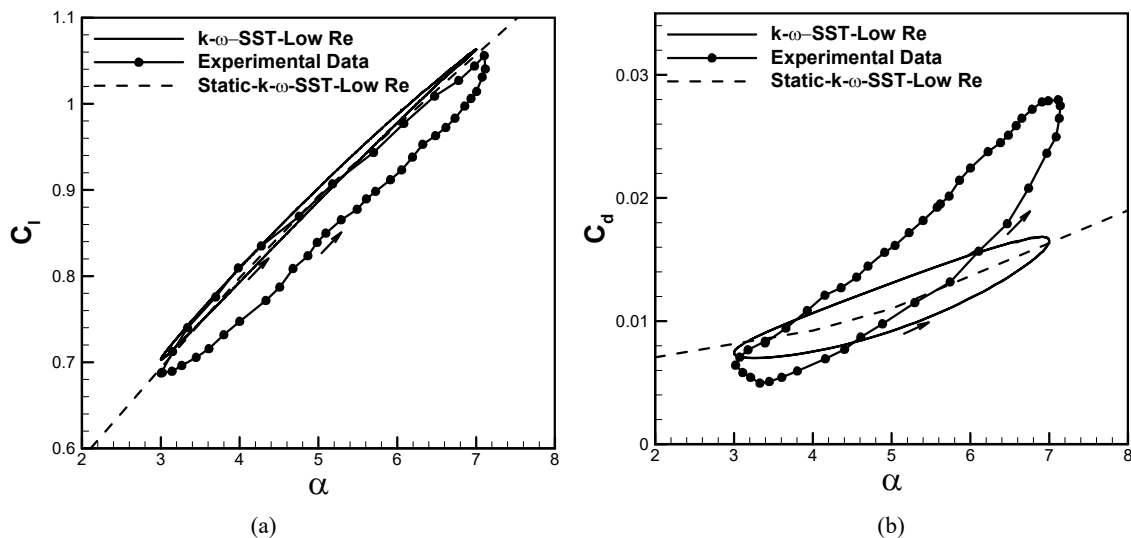 k-ω-SST-Low Re
Experimental Data
Static-k-ω-SST-Low Re
1.1
1
0.9
0.8
0.7
0.6
C_l
2 3 4 5 6 7 8
α
(a)
k-ω-SST-Low Re
Experimental Data
Static-k-ω-SST-Low Re
0.03
0.02
0.01
0
C_d
2 3 4 5 6 7 8
α
(b)